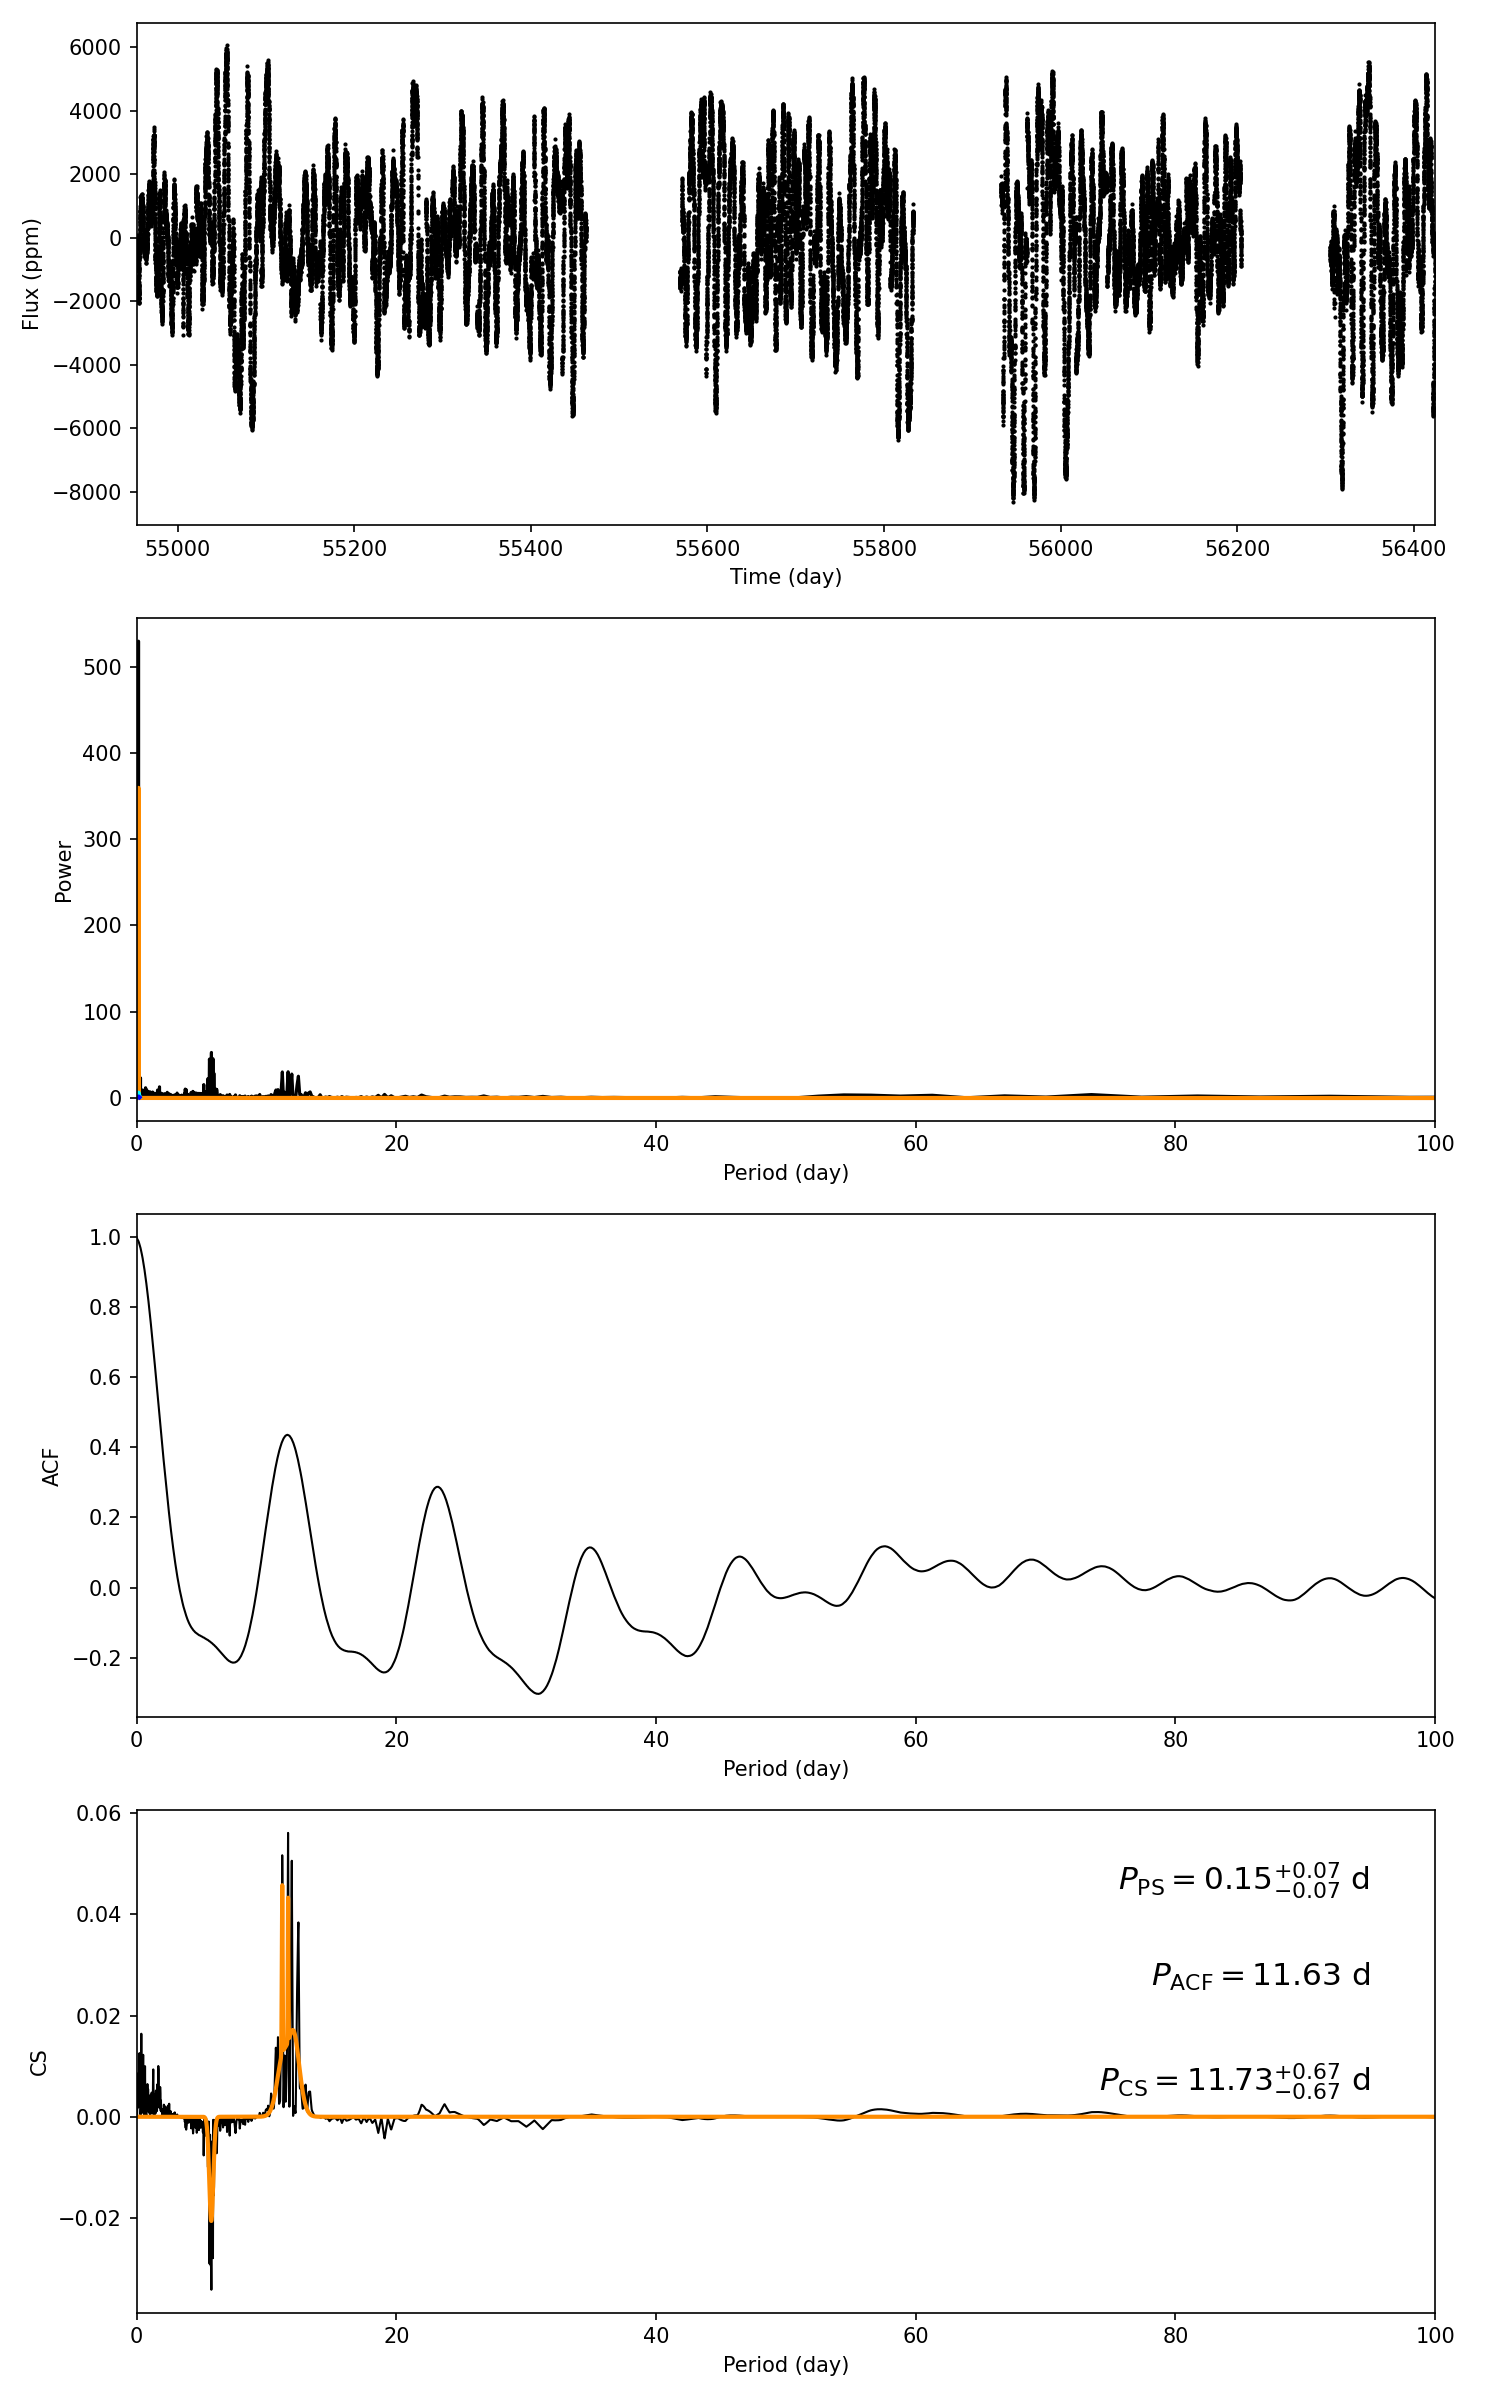 6000
4000
2000
0
−2000
−4000
−6000
−8000
Flux (ppm)
55000 55200 55400 55600 55800 56000 56200 56400
Time (day)
500
400
300
200
100
0
Power
0 20 40 60 80 100
Period (day)
1.0
0.8
0.6
0.4
0.2
0.0
−0.2
ACF
0 20 40 60 80 100
Period (day)
0.06
0.04
0.02
0.00
−0.02
CS
P_PS = 0.15^{+0.07}_{−0.07} d
P_ACF = 11.63 d
P_CS = 11.73^{+0.67}_{−0.67} d
0 20 40 60 80 100
Period (day)